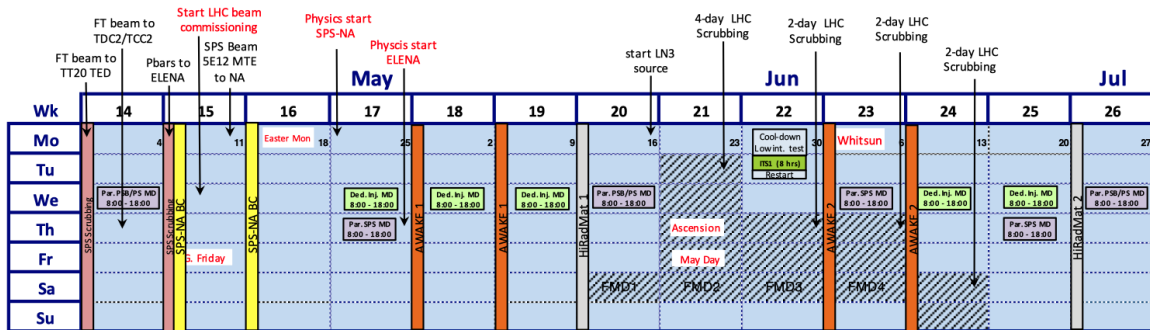 FT beam to
TT20 TED
FT beam to
TDC2/TCC2
Pbars to
ELENA
Start LHC beam
commissioning
SPS Beam
5E12 MTE
to NA
Physics start
SPS-NA
Physcis start
ELENA
start LN3
source
4-day LHC
Scrubbing
2-day LHC
Scrubbing
2-day LHC
Scrubbing
2-day LHC
Scrubbing
May Jun Jul
Wk 14 15 16 17 18 19 20 21 22 23 24 25 26
Mo 4 11 Easter Mon 18 25 2 9 16 23 30 Whitsun 6 13 20 27
Cool-down
Low int. test
ITS1 (8 hrs)
Restart
Tu
We
Par. PSB/PS MD
8:00 - 18:00
Ded. Inj. MD
8:00 - 18:00
Ded. Inj. MD
8:00 - 18:00
Ded. Inj. MD
8:00 - 18:00
Par. PSB/PS MD
8:00 - 18:00
Par. SPS MD
8:00 - 18:00
Ded. Inj. MD
8:00 - 18:00
Ded. Inj. MD
8:00 - 18:00
Par. PSB/PS MD
8:00 - 18:00
Th
Par. SPS MD
8:00 - 18:00
Ascension
Par. SPS MD
8:00 - 18:00
Fr
G. Friday
May Day
Sa
FMD1 FMD2 FMD3 FMD4
Su
SPS Scrubbing
SPS Scrubbing
SPS-NA BC
SPS-NA BC
AWAKE 1
AWAKE 1
HiRadMat 1
AWAKE 2
AWAKE 2
HiRadMat 2